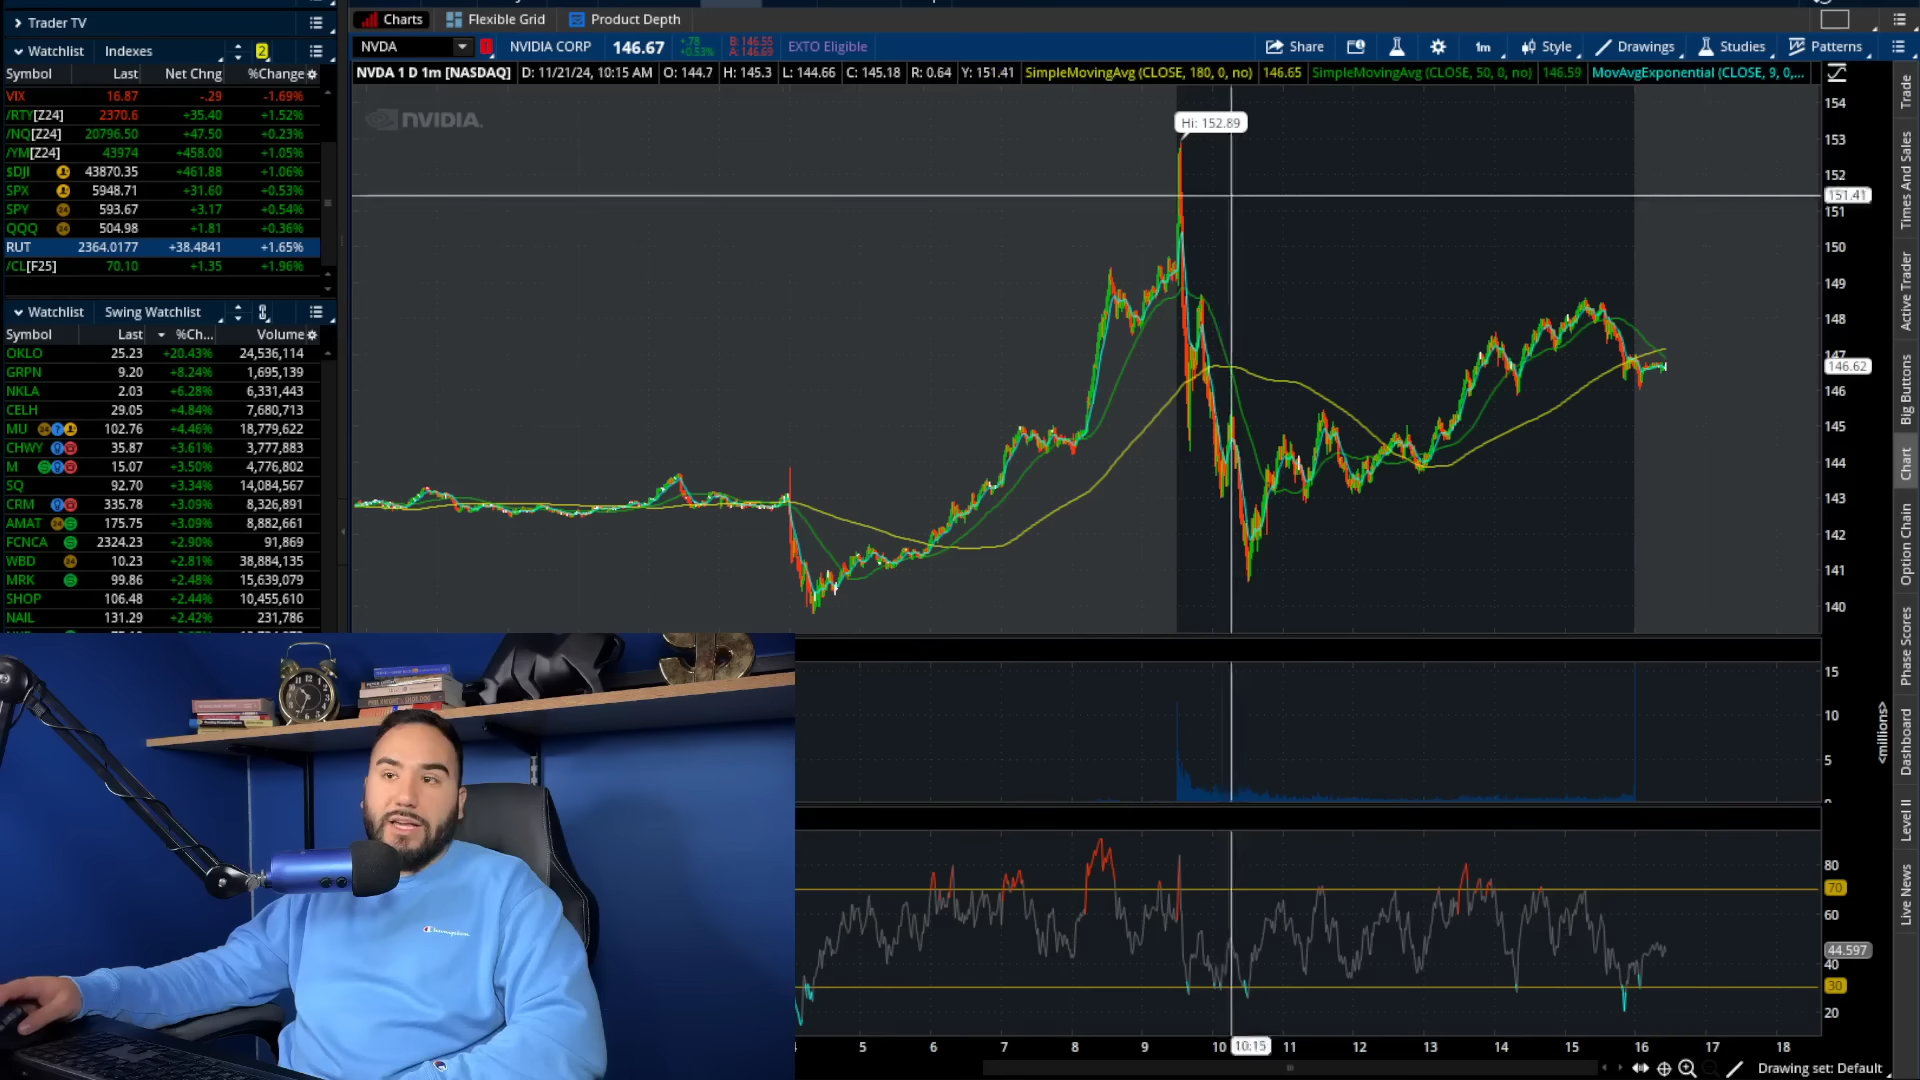 Trader TV
Charts Flexible Grid Product Depth
Watchlist Indexes 2
NVDA NVIDIA CORP 146.67 +.78 +0.53% B: 146.55 A: 146.69 EXTO Eligible Share 1m Style Drawings Studies Patterns
Symbol Last Net Chng %Change
NVDA 1 D 1m [NASDAQ] D: 11/21/24, 10:15 AM O: 144.7 H: 145.3 L: 144.66 C: 145.18 R: 0.64 Y: 151.41 SimpleMovingAvg (CLOSE, 180, 0, no) 146.65 SimpleMovingAvg (CLOSE, 50, 0, no) 146.59 MovAvgExponential (CLOSE, 9, 0,...
VIX 16.87 -.29 -1.69%
/RTY[Z24] 2370.6 +35.40 +1.52%
/NQ[Z24] 20796.50 +47.50 +0.23%
/YM[Z24] 43974 +458.00 +1.05%
$DJI 43870.35 +461.88 +1.06%
SPX 5948.71 +31.60 +0.53%
SPY 593.67 +3.17 +0.54%
QQQ 504.98 +1.81 +0.36%
RUT 2364.0177 +38.4841 +1.65%
/CL[F25] 70.10 +1.35 +1.96%
Watchlist Swing Watchlist
Symbol Last %Ch... Volume
OKLO 25.23 +20.43% 24,536,114
GRPN 9.20 +8.24% 1,695,139
NKLA 2.03 +6.28% 6,331,443
CELH 29.05 +4.84% 7,680,713
MU 102.76 +4.46% 18,779,622
CHWY 35.87 +3.61% 3,777,883
M 15.07 +3.50% 4,776,802
SQ 92.70 +3.34% 14,084,567
CRM 335.78 +3.09% 8,326,891
AMAT 175.75 +3.09% 8,882,661
FCNCA 2324.23 +2.90% 91,869
WBD 10.23 +2.81% 38,884,135
MRK 99.86 +2.48% 15,639,079
SHOP 106.48 +2.44% 10,455,610
NAIL 131.29 +2.42% 231,786
NVIDIA.
Hi: 152.89
154
153
152
151.41
151
150
149
148
147
146.62
146
145
144
143
142
141
140
15
10
5
<millions>
80
70
60
44.597
40
30
20
5 6 7 8 9 10 10:15 11 12 13 14 15 16 17 18
Drawing set: Default
Trade
Times And Sales
Active Trader
Big Buttons
Chart
Option Chain
Phase Scores
Dashboard
Level II
Live News
Champion